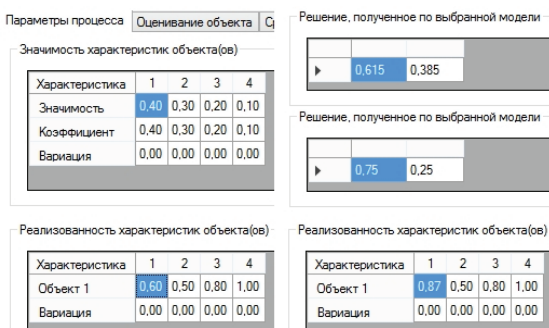 Параметры процесса Оценивание объекта
Значимость характеристик объекта(ов)
Характеристика 1 2 3 4
Значимость 0,40 0,30 0,20 0,10
Коэффициент 0,40 0,30 0,20 0,10
Вариация 0,00 0,00 0,00 0,00
Решение, полученное по выбранной модели
0,615 0,385
Решение, полученное по выбранной модели
0,75 0,25
Реализованность характеристик объекта(ов)
Характеристика 1 2 3 4
Объект 1 0,60 0,50 0,80 1,00
Вариация 0,00 0,00 0,00 0,00
Реализованность характеристик объекта(ов)
Характеристика 1 2 3 4
Объект 1 0,87 0,50 0,80 1,00
Вариация 0,00 0,00 0,00 0,00